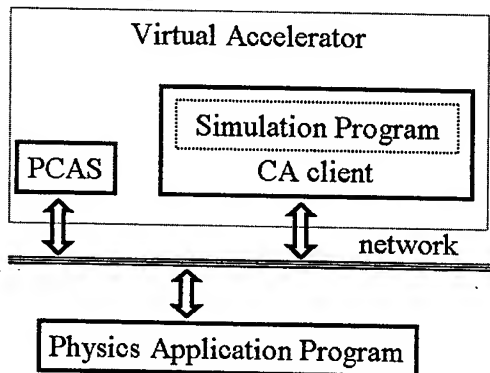 Virtual Accelerator
Simulation Program
PCAS
CA client
network
Physics Application Program